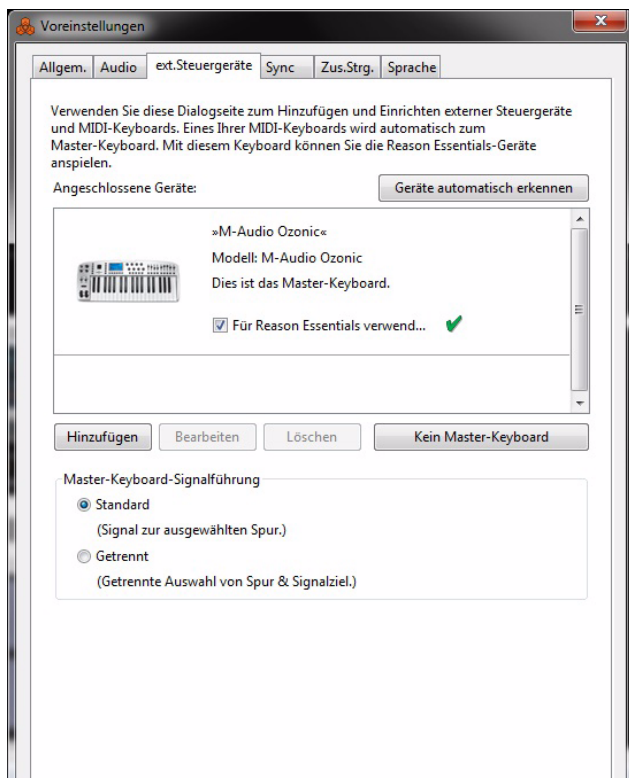 Voreinstellungen
Allgem. Audio ext.Steuergeräte Sync Zus.Strg. Sprache
Verwenden Sie diese Dialogseite zum Hinzufügen und Einrichten externer Steuergeräte
und MIDI-Keyboards. Eines Ihrer MIDI-Keyboards wird automatisch zum
Master-Keyboard. Mit diesem Keyboard können Sie die Reason Essentials-Geräte
anspielen.
Angeschlossene Geräte: Geräte automatisch erkennen
»M-Audio Ozonic«
Modell: M-Audio Ozonic
Dies ist das Master-Keyboard.
Für Reason Essentials verwend...
Hinzufügen Bearbeiten Löschen Kein Master-Keyboard
Master-Keyboard-Signalführung
Standard
(Signal zur ausgewählten Spur.)
Getrennt
(Getrennte Auswahl von Spur & Signalziel.)